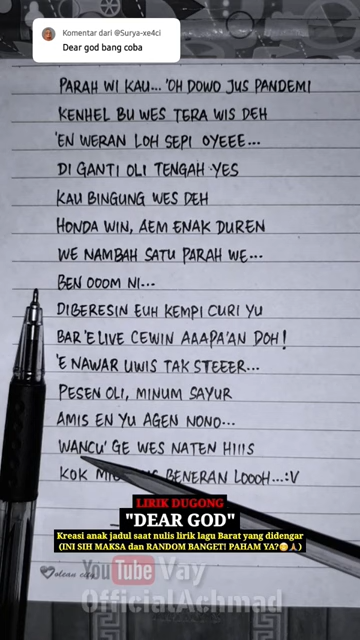 Komentar dari @Surya-xe4ci
Dear god bang coba
PARAH WI KAU... 'OH DOWO JUS PANDEMI
KENHEL BU WES TERA WIS DEH
'EN WERAN LOH SEPI OYEEE...
DI GANTI OLI TENGAH YES
KAU BINGUNG WES DEH
HONDA WIN, AEM ENAK DUREN
WE NAMBAH SATU PARAH WE...
BEN OOOM NI...
DIBERESIN EUH KEMPI CURI YU
BAR'E LIVE CEWIN AAAPA'AN DOH!
'E NAWAR UWIS TAK STEEER...
PESEN OLI, MINUM SAYUR
AMIS EN YU AGEN NONO...
WANCU' GE WES NATEN HIIIS
KOK BENERAN LOOOH...:V
LIRIK DUGONG
"DEAR GOD"
Kreasi anak jadul saat nulis lirik lagu Barat yang didengar
(INI SIH MAKSA dan RANDOM BANGET! PAHAM YA?😁🙏)
YouTube Vay
OfficialAchmad